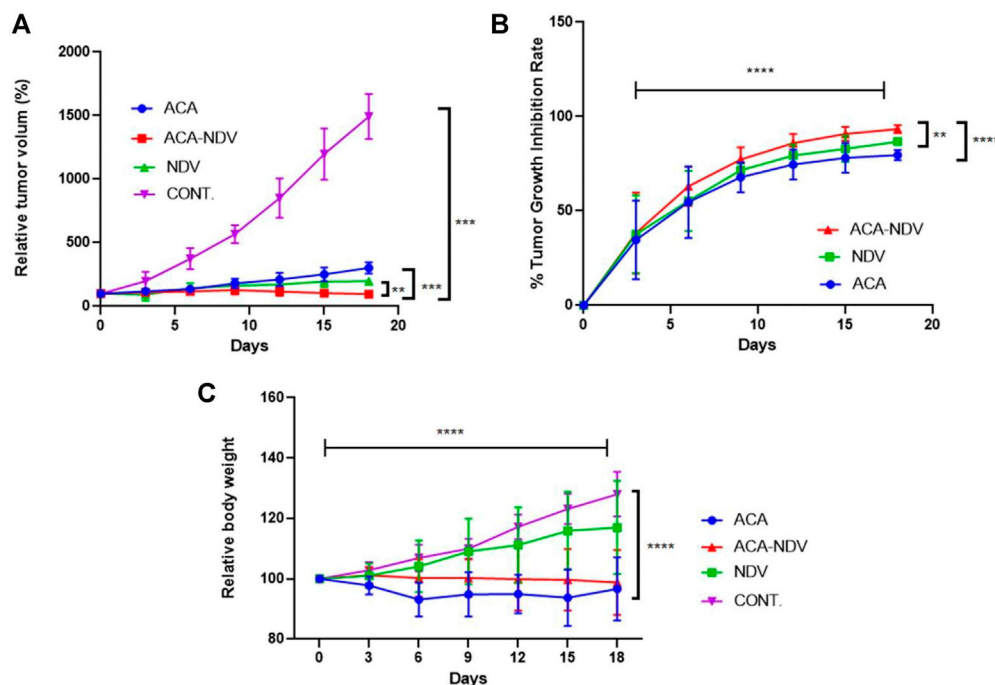 A
Relative tumor volum (%)
2000
1500
1000
500
0
0
5
10
15
20
Days
ACA
ACA-NDV
NDV
CONT.
**
***
***
B
% Tumor Growth Inhibition Rate
150
100
50
0
0
5
10
15
20
Days
****
**
****
ACA-NDV
NDV
ACA
C
Relative body weight
160
140
120
100
80
0
3
6
9
12
15
18
Days
****
****
ACA
ACA-NDV
NDV
CONT.